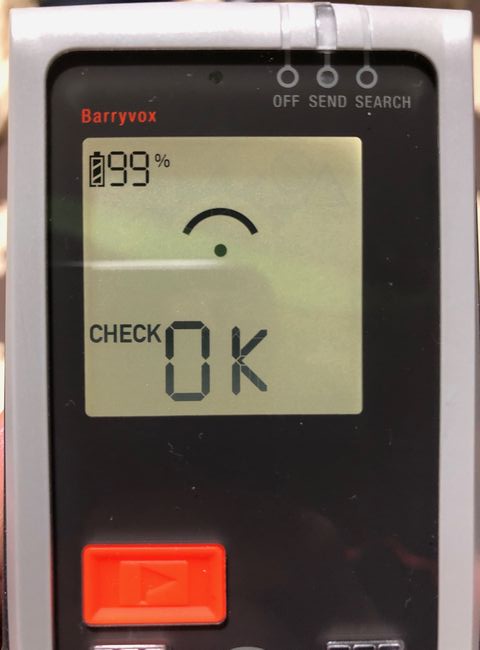 OFF SEND SEARCH
Barryvox
99%
CHECK OK